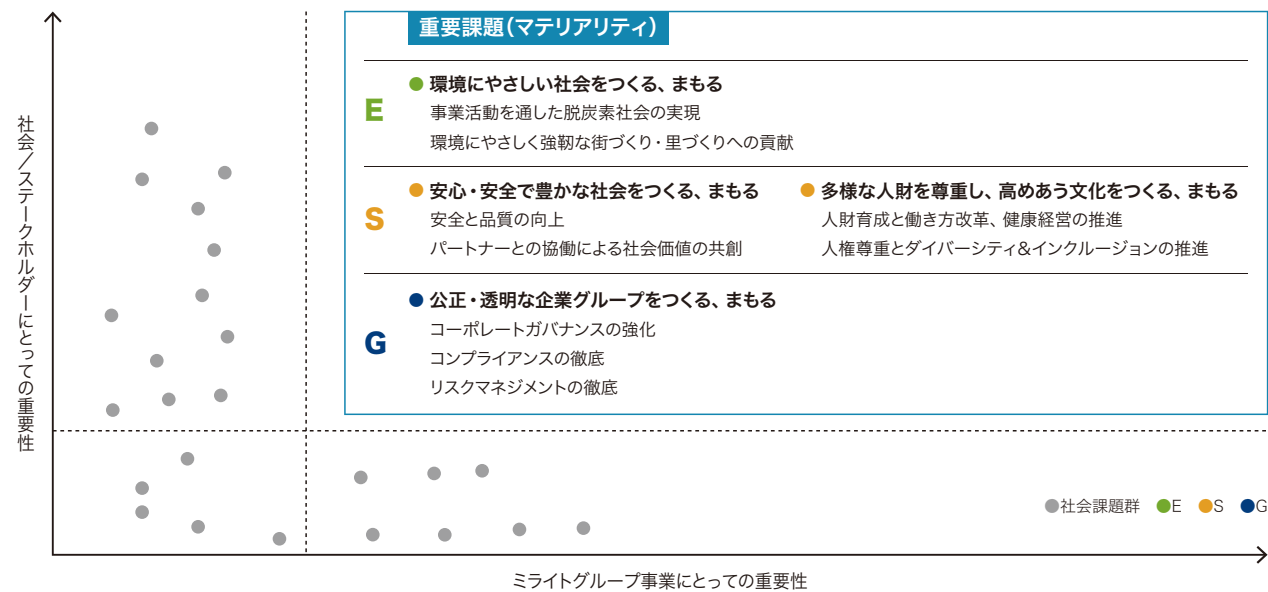 重要課題(マテリアリティ)
E
● 環境にやさしい社会をつくる、まもる
事業活動を通した脱炭素社会の実現
環境にやさしく強靭な街づくり・里づくりへの貢献
S
● 安心・安全で豊かな社会をつくる、まもる
安全と品質の向上
パートナーとの協働による社会価値の共創
● 多様な人財を尊重し、高めあう文化をつくる、まもる
人財育成と働き方改革、健康経営の推進
人権尊重とダイバーシティ&インクルージョンの推進
G
● 公正・透明な企業グループをつくる、まもる
コーポレートガバナンスの強化
コンプライアンスの徹底
リスクマネジメントの徹底
社会/ステークホルダーにとっての重要性
●社会課題群 ●E ●S ●G
ミライトグループ事業にとっての重要性